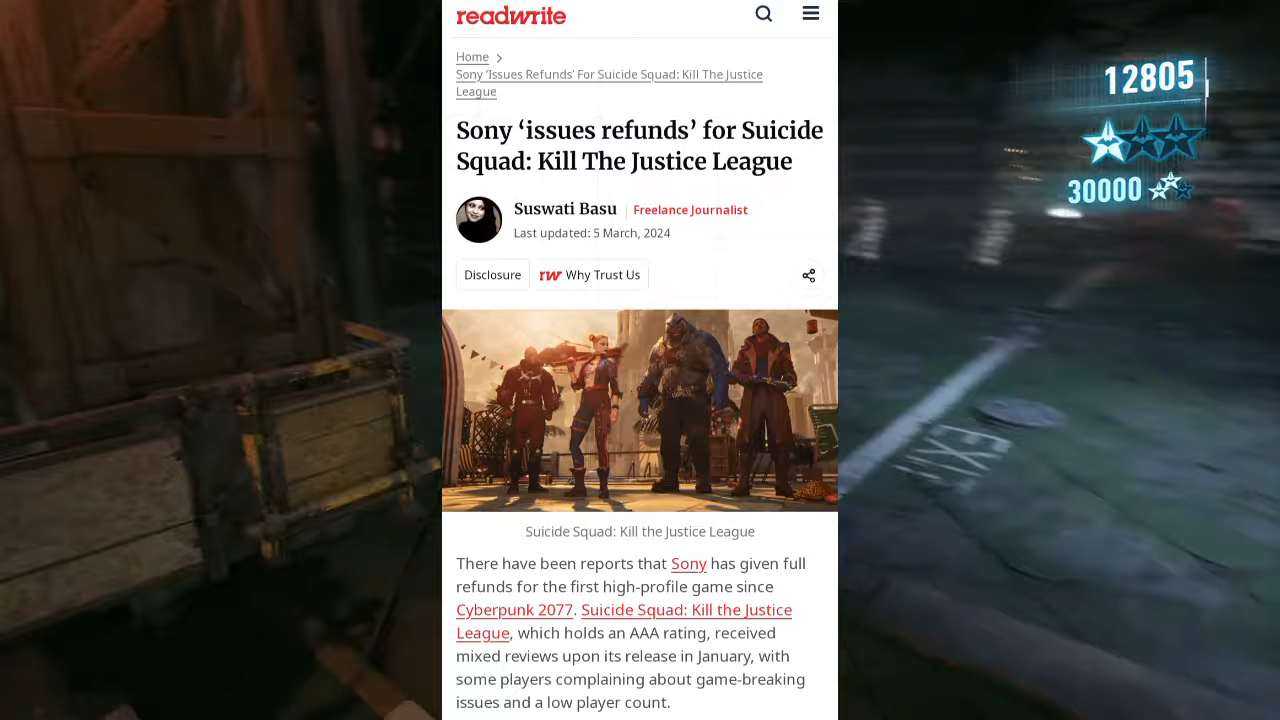 readwrite
Home
Sony ‘Issues Refunds’ For Suicide Squad: Kill The Justice
League
Sony ‘issues refunds’ for Suicide
Squad: Kill The Justice League
Suswati Basu
Freelance Journalist
Last updated: 5 March, 2024
Disclosure
rw Why Trust Us
Suicide Squad: Kill the Justice League
There have been reports that Sony has given full
refunds for the first high-profile game since
Cyberpunk 2077. Suicide Squad: Kill the Justice
League, which holds an AAA rating, received
mixed reviews upon its release in January, with
some players complaining about game-breaking
issues and a low player count.
12805
30000